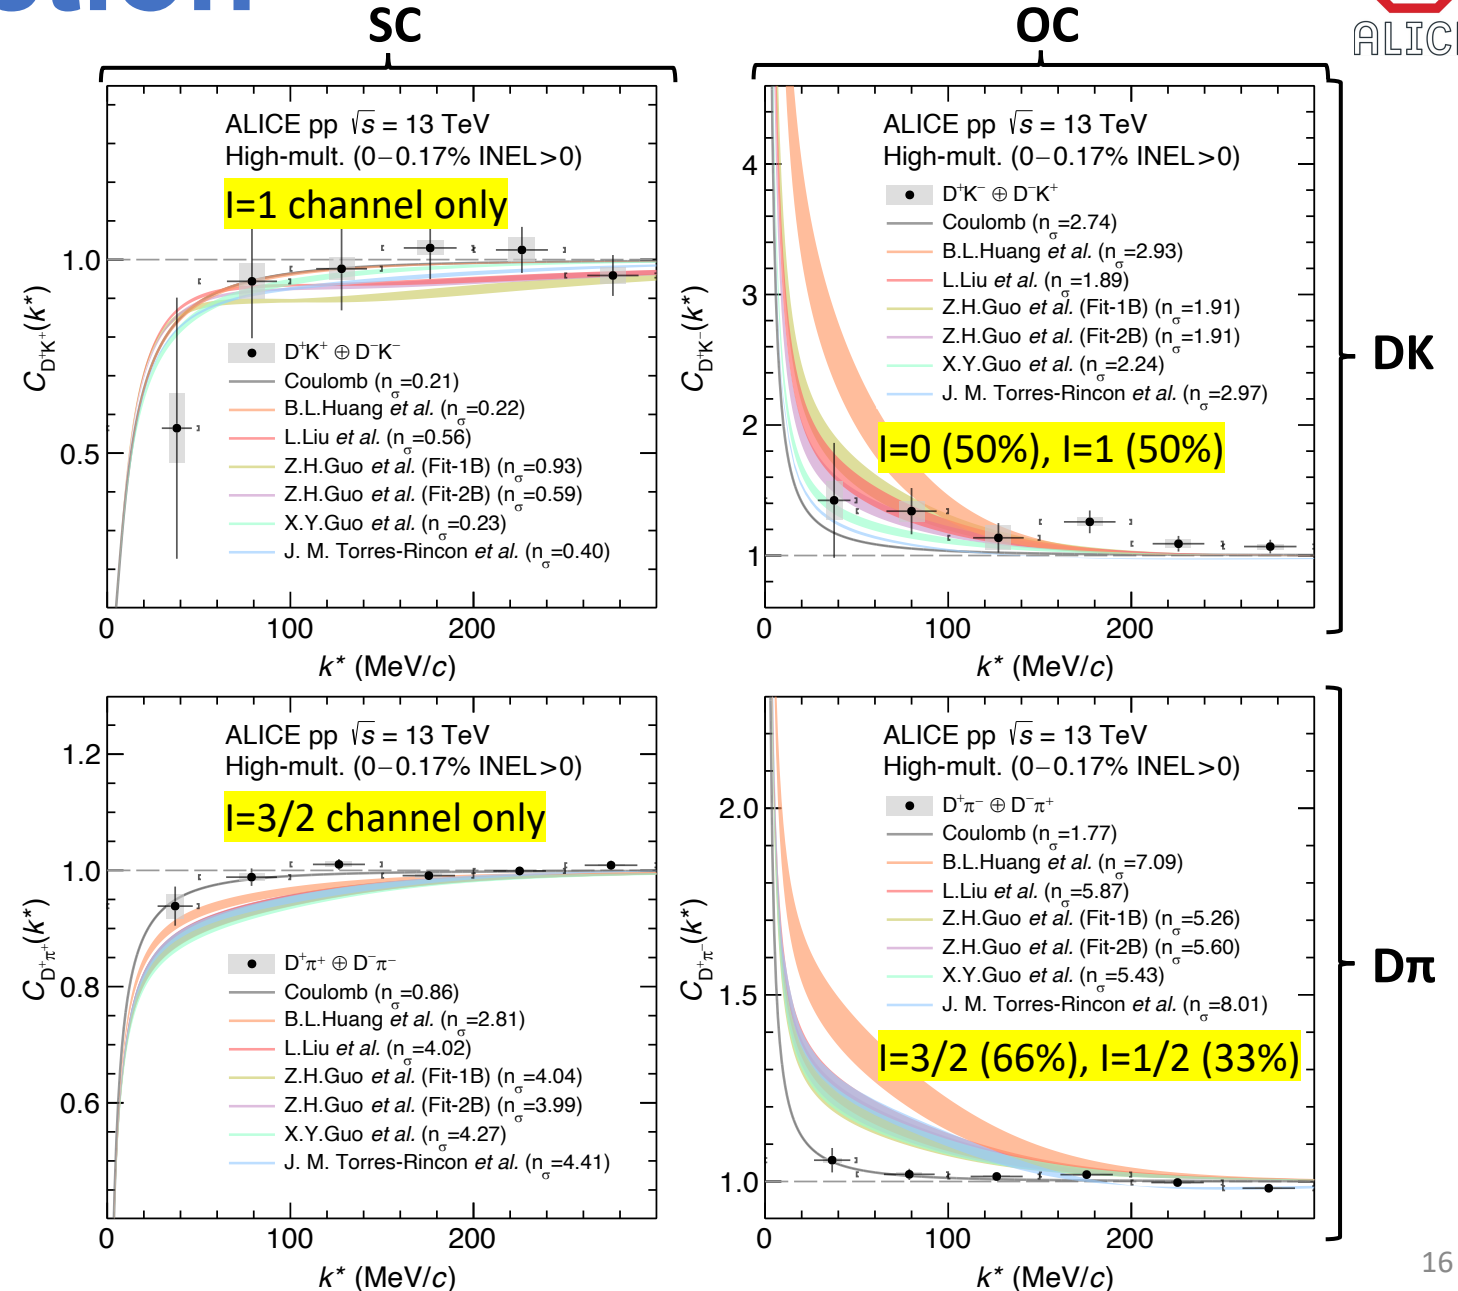 SC
OC
ALICE pp √s = 13 TeV
High-mult. (0−0.17% INEL>0)
I=1 channel only
D⁺K⁺ ⊕ D⁻K⁻
Coulomb (nσ=0.21)
B.L.Huang et al. (nσ=0.22)
L.Liu et al. (nσ=0.56)
Z.H.Guo et al. (Fit-1B) (nσ=0.93)
Z.H.Guo et al. (Fit-2B) (nσ=0.59)
X.Y.Guo et al. (nσ=0.23)
J. M. Torres-Rincon et al. (nσ=0.40)
1.0
0.5
C_D⁺K⁺(k*)
0 100 200
k* (MeV/c)
ALICE pp √s = 13 TeV
High-mult. (0−0.17% INEL>0)
D⁺K⁻ ⊕ D⁻K⁺
Coulomb (nσ=2.74)
B.L.Huang et al. (nσ=2.93)
L.Liu et al. (nσ=1.89)
Z.H.Guo et al. (Fit-1B) (nσ=1.91)
Z.H.Guo et al. (Fit-2B) (nσ=1.91)
X.Y.Guo et al. (nσ=2.24)
J. M. Torres-Rincon et al. (nσ=2.97)
I=0 (50%), I=1 (50%)
4
3
2
1
C_D⁺K⁻(k*)
0 100 200
k* (MeV/c)
DK
ALICE pp √s = 13 TeV
High-mult. (0−0.17% INEL>0)
I=3/2 channel only
D⁺π⁺ ⊕ D⁻π⁻
Coulomb (nσ=0.86)
B.L.Huang et al. (nσ=2.81)
L.Liu et al. (nσ=4.02)
Z.H.Guo et al. (Fit-1B) (nσ=4.04)
Z.H.Guo et al. (Fit-2B) (nσ=3.99)
X.Y.Guo et al. (nσ=4.27)
J. M. Torres-Rincon et al. (nσ=4.41)
1.2
1.0
0.8
0.6
C_D⁺π⁺(k*)
0 100 200
k* (MeV/c)
ALICE pp √s = 13 TeV
High-mult. (0−0.17% INEL>0)
D⁺π⁻ ⊕ D⁻π⁺
Coulomb (nσ=1.77)
B.L.Huang et al. (nσ=7.09)
L.Liu et al. (nσ=5.87)
Z.H.Guo et al. (Fit-1B) (nσ=5.26)
Z.H.Guo et al. (Fit-2B) (nσ=5.60)
X.Y.Guo et al. (nσ=5.43)
J. M. Torres-Rincon et al. (nσ=8.01)
I=3/2 (66%), I=1/2 (33%)
2.0
1.5
1.0
C_D⁺π⁻(k*)
0 100 200
k* (MeV/c)
Dπ
16